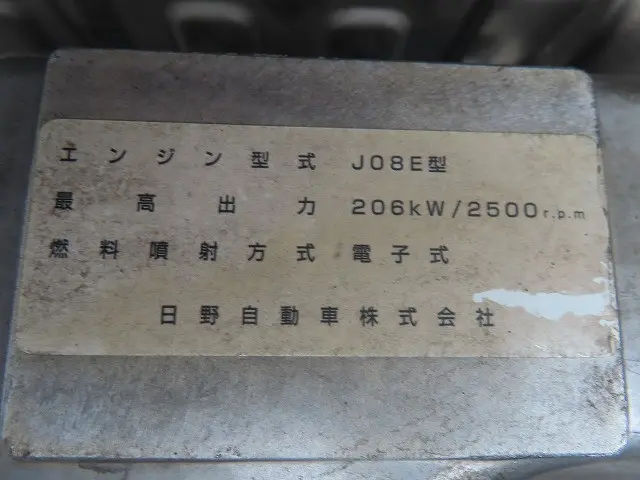 エンジン型式 J08E型
最高出力 206kW/2500r.p.m
燃料噴射方式 電子式
日野自動車株式会社